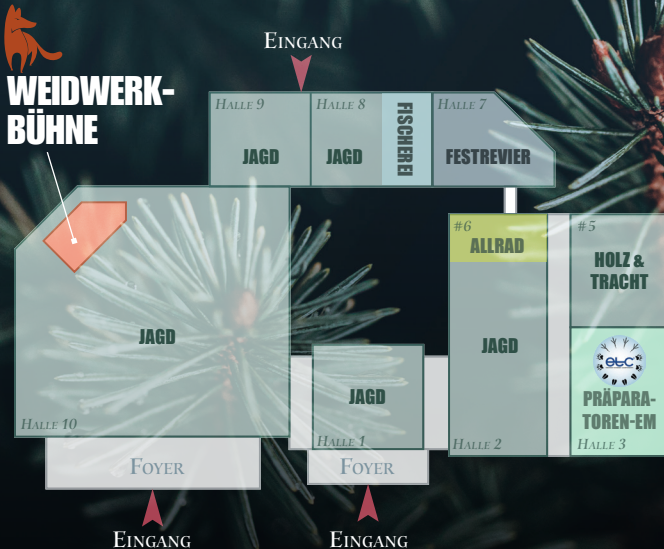 Eingang
WEIDWERK-
BÜHNE
Halle 9
JAGD
Halle 8
JAGD
FISCHEREI
Halle 7
FESTREVIER
#6
ALLRAD
JAGD
Halle 2
#5
HOLZ &
TRACHT
etc
PRÄPARA-
TOREN-EM
Halle 3
JAGD
Halle 10
JAGD
Halle 1
Foyer
Foyer
Eingang
Eingang